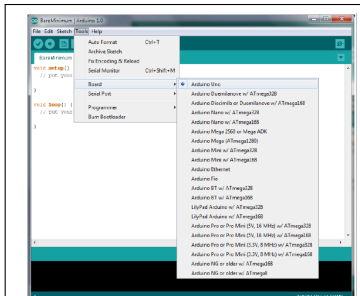 BareMinimum | Arduino 1.0
File Edit Sketch Tools Help
Auto Format Ctrl+T
Archive Sketch
Fix Encoding & Reload
Serial Monitor Ctrl+Shift+M
Board
Serial Port
Programmer
Burn Bootloader
BareMinimum
void setup()
// put your
}
void loop() {
// put your
}
Arduino Uno
Arduino Duemilanove w/ ATmega328
Arduino Diecimila or Duemilanove w/ ATmega168
Arduino Nano w/ ATmega328
Arduino Nano w/ ATmega168
Arduino Mega 2560 or Mega ADK
Arduino Mega (ATmega1280)
Arduino Mini w/ ATmega328
Arduino Mini w/ ATmega168
Arduino Ethernet
Arduino Fio
Arduino BT w/ ATmega328
Arduino BT w/ ATmega168
LilyPad Arduino w/ ATmega328
LilyPad Arduino w/ ATmega168
Arduino Pro or Pro Mini (5V, 16 MHz) w/ ATmega328
Arduino Pro or Pro Mini (5V, 16 MHz) w/ ATmega168
Arduino Pro or Pro Mini (3.3V, 8 MHz) w/ ATmega328
Arduino Pro or Pro Mini (3.3V, 8 MHz) w/ ATmega168
Arduino NG or older w/ ATmega168
Arduino NG or older w/ ATmega8